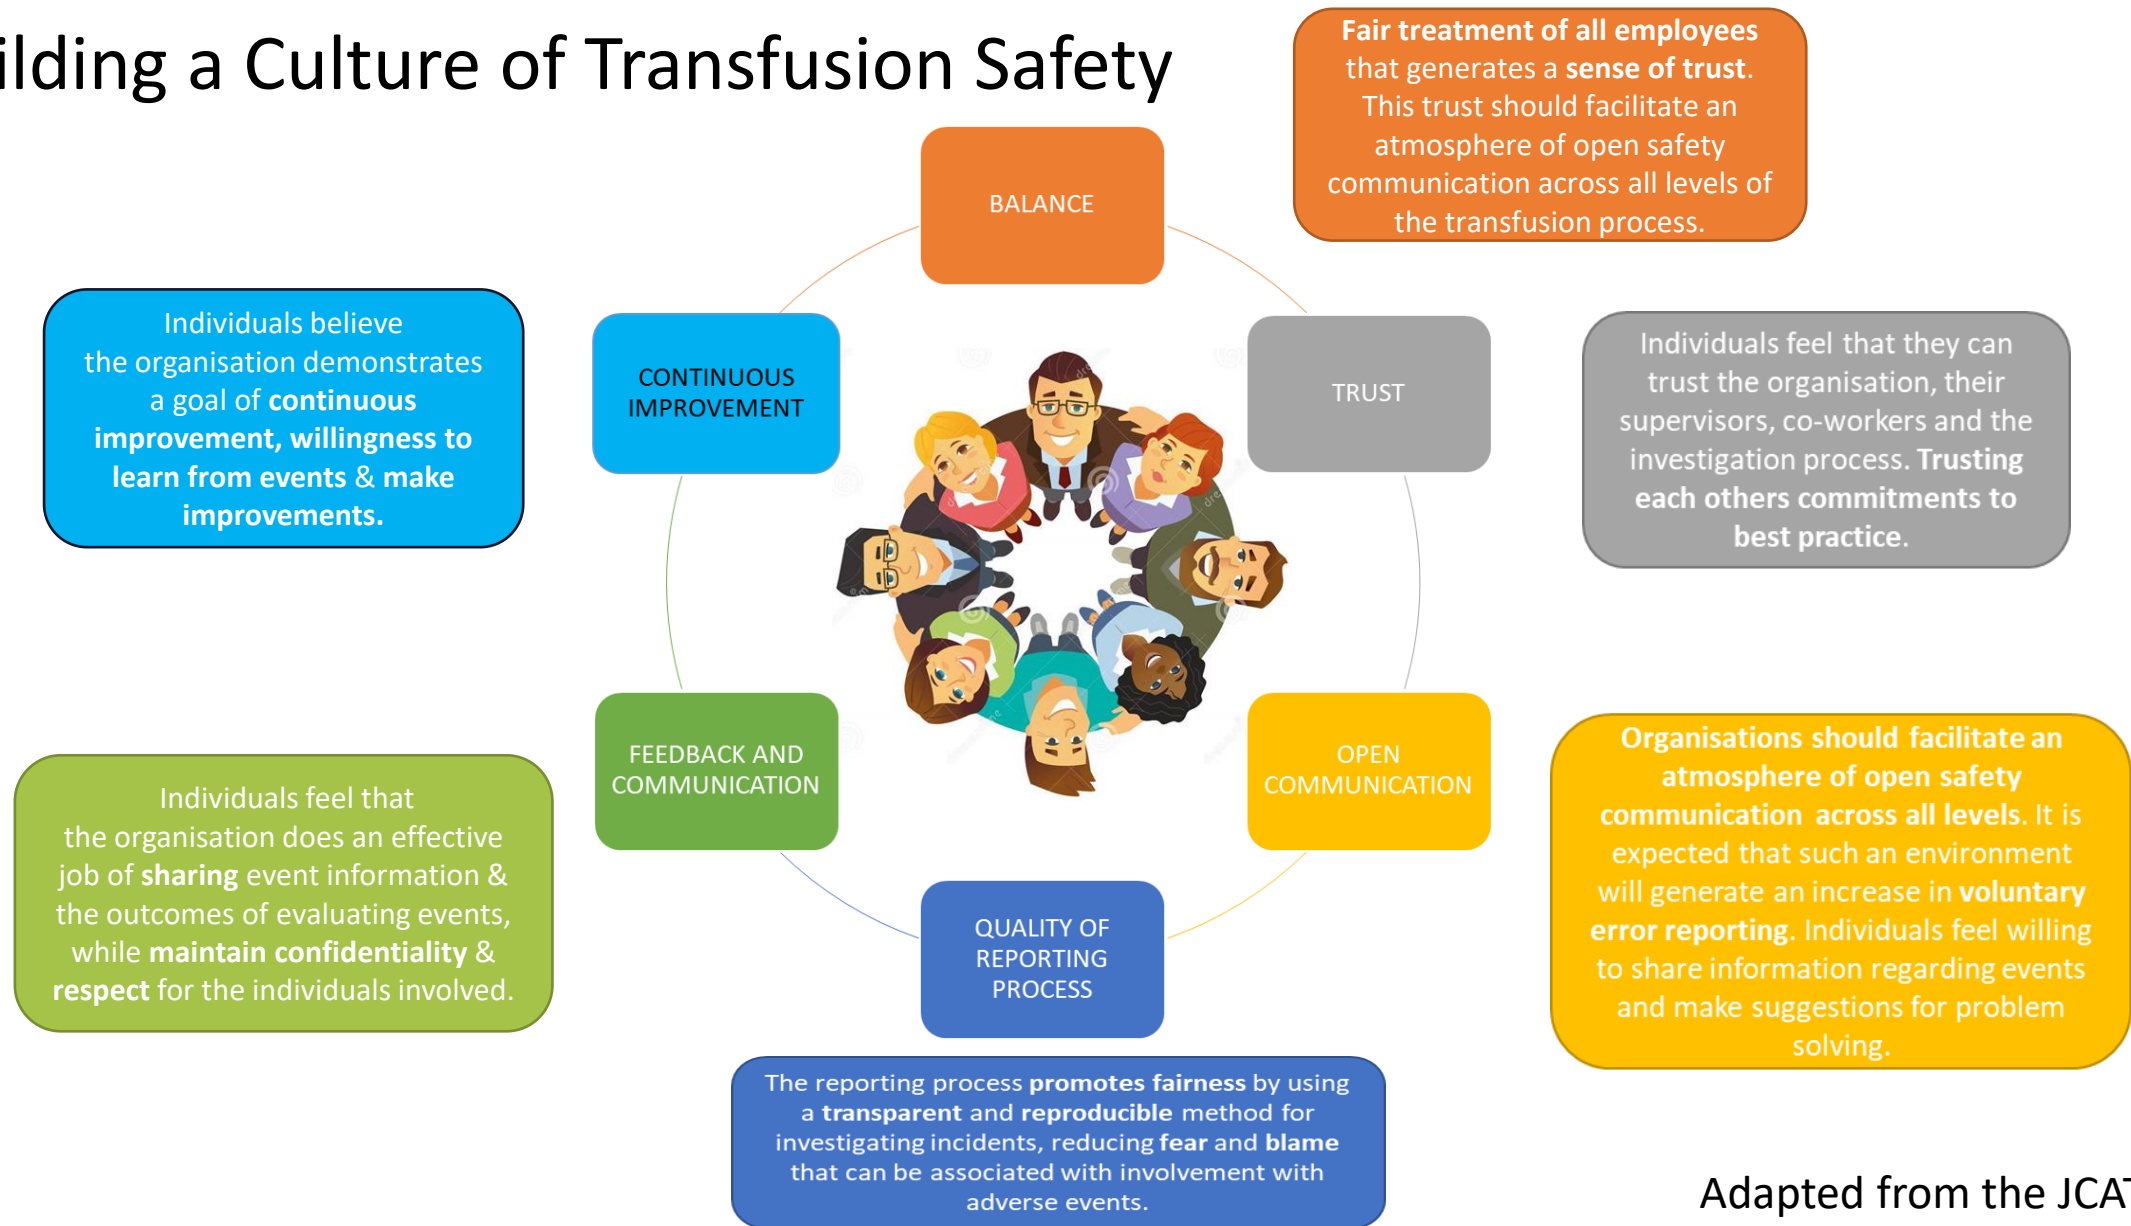 ilding a Culture of Transfusion Safety
Fair treatment of all employees
that generates a sense of trust.
This trust should facilitate an
atmosphere of open safety
communication across all levels of
the transfusion process.
BALANCE
Individuals believe
the organisation demonstrates
a goal of continuous
improvement, willingness to
learn from events & make
improvements.
CONTINUOUS
IMPROVEMENT
TRUST
Individuals feel that they can
trust the organisation, their
supervisors, co-workers and the
investigation process. Trusting
each others commitments to
best practice.
FEEDBACK AND
COMMUNICATION
Individuals feel that
the organisation does an effective
job of sharing event information &
the outcomes of evaluating events,
while maintain confidentiality &
respect for the individuals involved.
OPEN
COMMUNICATION
Organisations should facilitate an
atmosphere of open safety
communication across all levels. It is
expected that such an environment
will generate an increase in voluntary
error reporting. Individuals feel willing
to share information regarding events
and make suggestions for problem
solving.
QUALITY OF
REPORTING
PROCESS
The reporting process promotes fairness by using
a transparent and reproducible method for
investigating incidents, reducing fear and blame
that can be associated with involvement with
adverse events.
Adapted from the JCAT